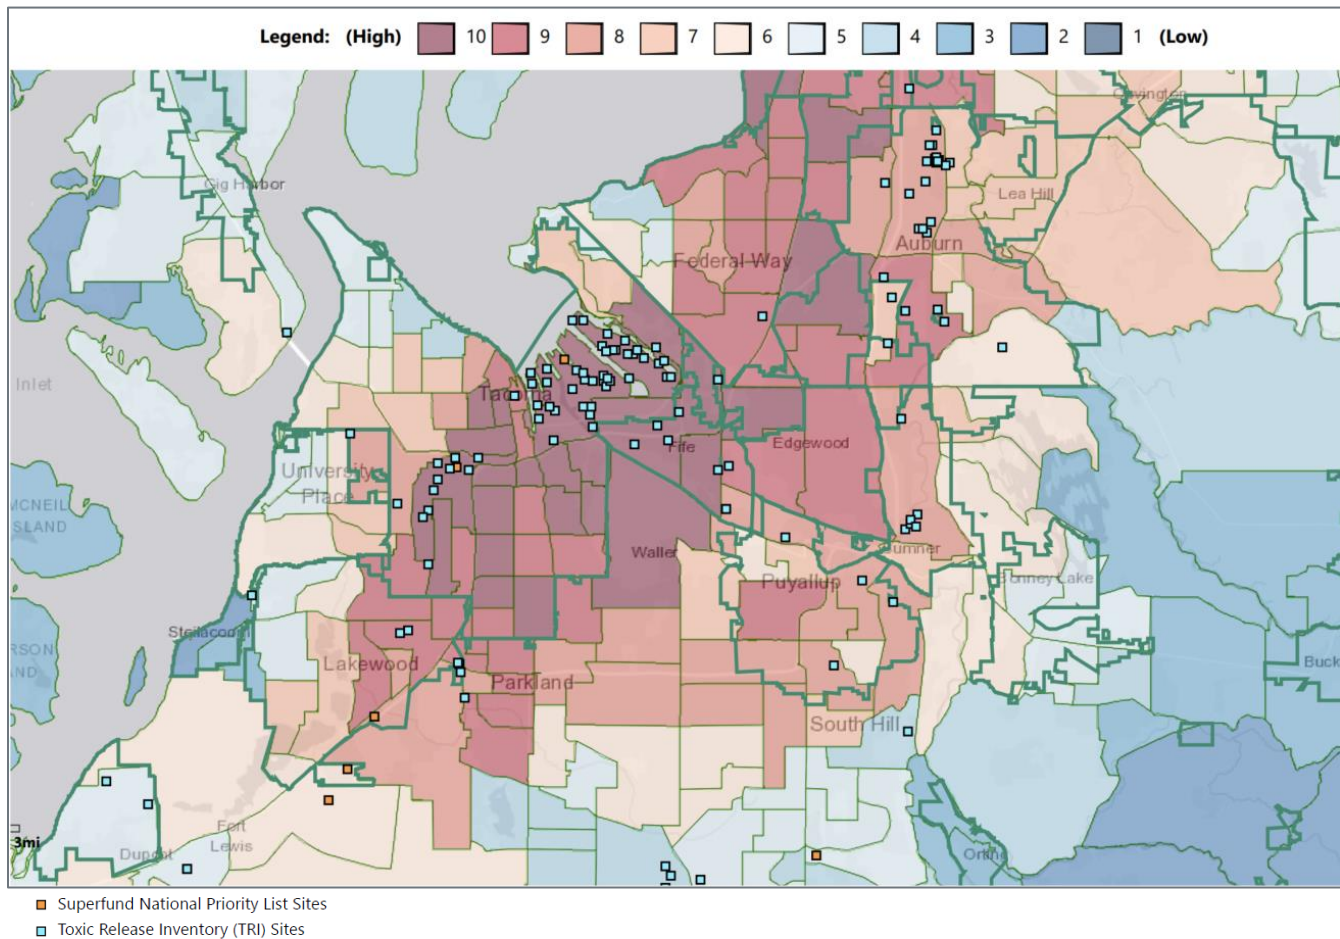 Legend: (High) 10 9 8 7 6 5 4 3 2 1 (Low)
Covington
Gig Harbor
Lea Hill
Auburn
Federal Way
Inlet
Tacoma
Edgewood
Fife
University
Place
MCNEIL
ISLAND
Waller
Sumner
Puyallup
Bonney Lake
Steilacoom
Lakewood
Parkland
Buck
South Hill
Fort
Lewis
3mi
Dupont
Orting
Superfund National Priority List Sites
Toxic Release Inventory (TRI) Sites